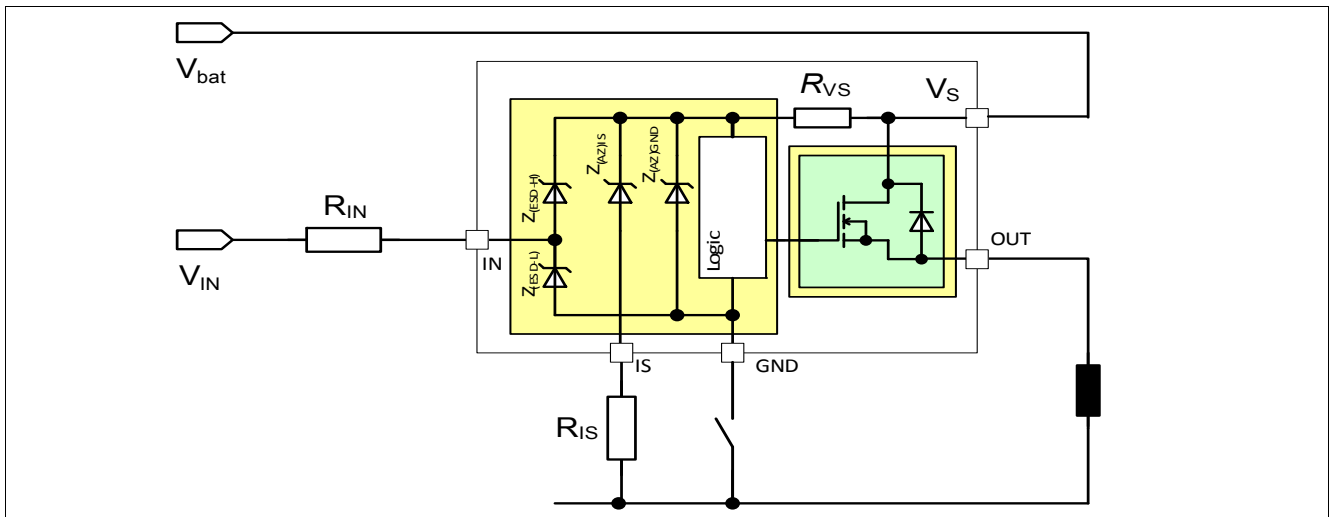 Vbat
RVS
VS
Z(ESD-H)
Z(AZ)IS
Z(AZ)GND
RIN
VIN
IN
Z(ESD-L)
Logic
OUT
IS
GND
RIS